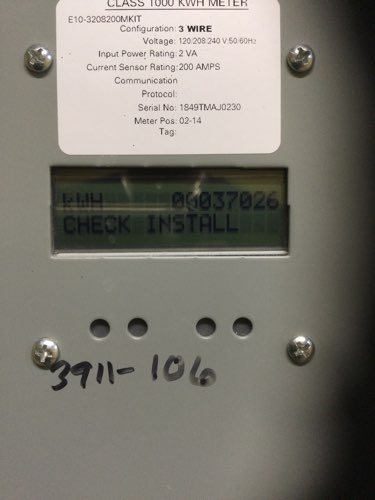 CLASS 1000 KWH METER
E10-3208200MKIT
Configuration: 3 WIRE
Voltage: 120/208-240 V:50/60Hz
Input Power Rating: 2 VA
Current Sensor Rating: 200 AMPS
Communication
Protocol:
Serial No: 1849TMAJ0230
Meter Pos: 02-14
Tag:
kWH 00037026
CHECK INSTALL
3911-106